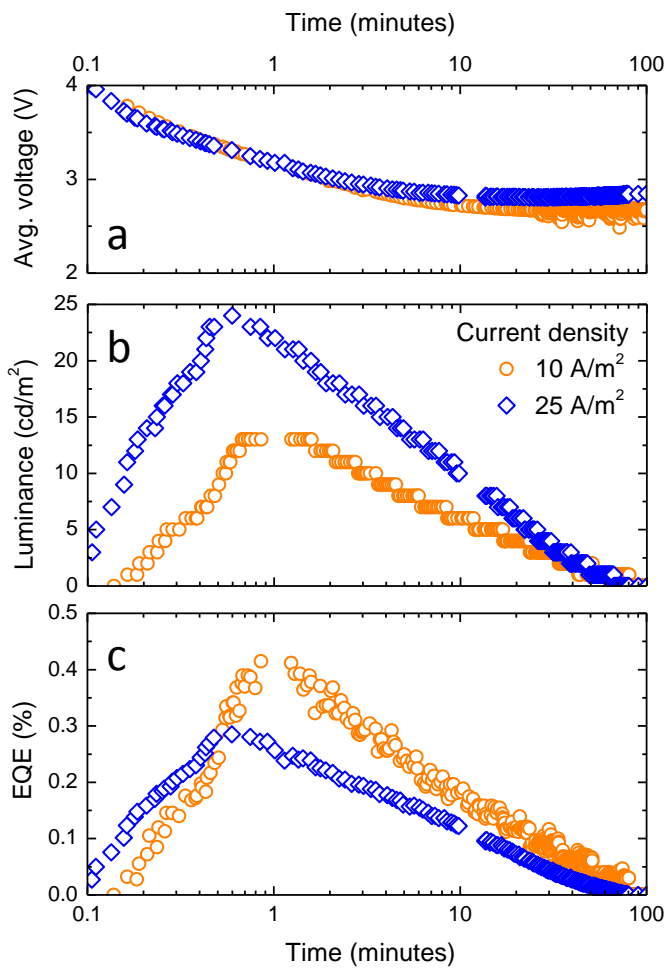 Time (minutes)
0.1 1 10 100
4
3
2
Avg. voltage (V)
a
25
20
15
10
5
0
Luminance (cd/m²)
b
Current density
10 A/m²
25 A/m²
0.5
0.4
0.3
0.2
0.1
0.0
EQE (%)
c
0.1 1 10 100
Time (minutes)